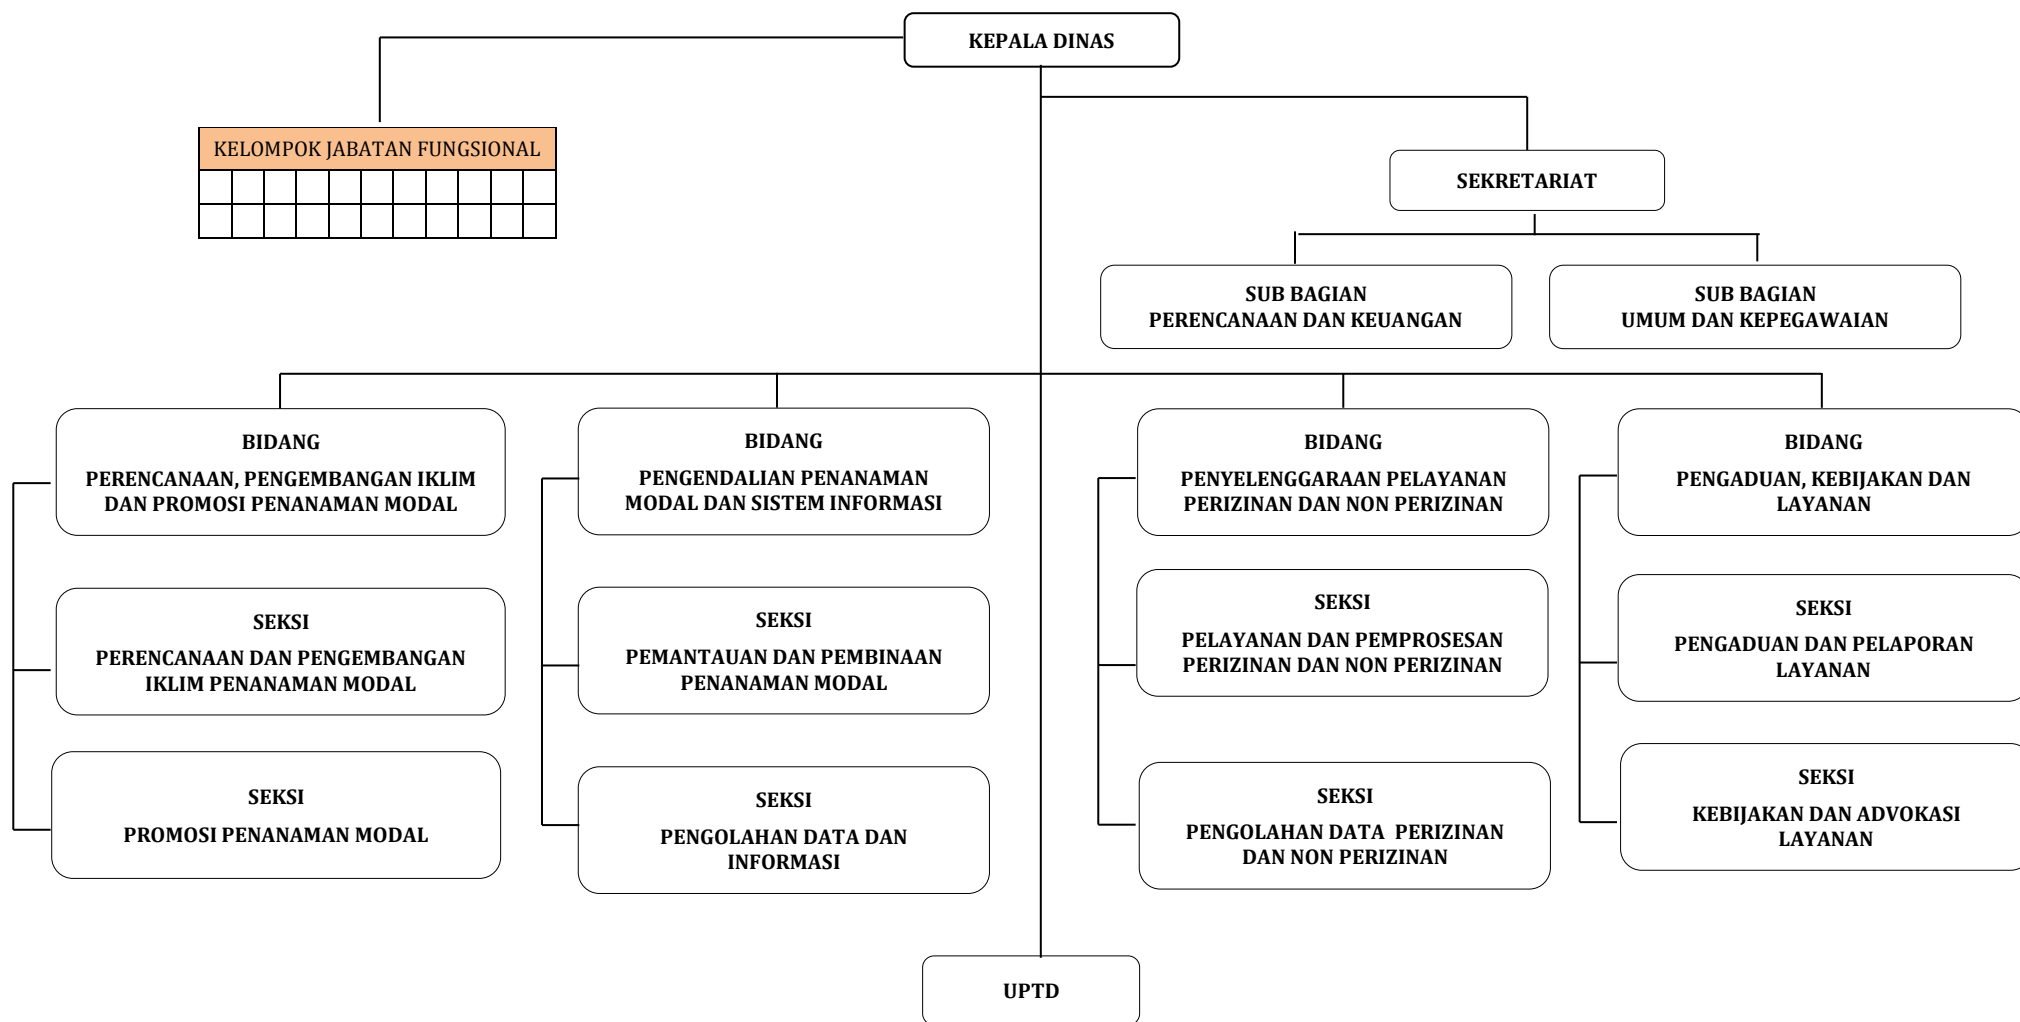 KEPALA DINAS
KELOMPOK JABATAN FUNGSIONAL
SEKRETARIAT
SUB BAGIAN
PERENCANAAN DAN KEUANGAN
SUB BAGIAN
UMUM DAN KEPEGAWAIAN
BIDANG
PERENCANAAN, PENGEMBANGAN IKLIM
DAN PROMOSI PENANAMAN MODAL
BIDANG
PENGENDALIAN PENANAMAN
MODAL DAN SISTEM INFORMASI
BIDANG
PENYELENGGARAAN PELAYANAN
PERIZINAN DAN NON PERIZINAN
BIDANG
PENGADUAN, KEBIJAKAN DAN
LAYANAN
SEKSI
PERENCANAAN DAN PENGEMBANGAN
IKLIM PENANAMAN MODAL
SEKSI
PEMANTAUAN DAN PEMBINAAN
PENANAMAN MODAL
SEKSI
PELAYANAN DAN PEMPROSESAN
PERIZINAN DAN NON PERIZINAN
SEKSI
PENGADUAN DAN PELAPORAN
LAYANAN
SEKSI
PROMOSI PENANAMAN MODAL
SEKSI
PENGOLAHAN DATA DAN
INFORMASI
SEKSI
PENGOLAHAN DATA  PERIZINAN
DAN NON PERIZINAN
SEKSI
KEBIJAKAN DAN ADVOKASI
LAYANAN
UPTD